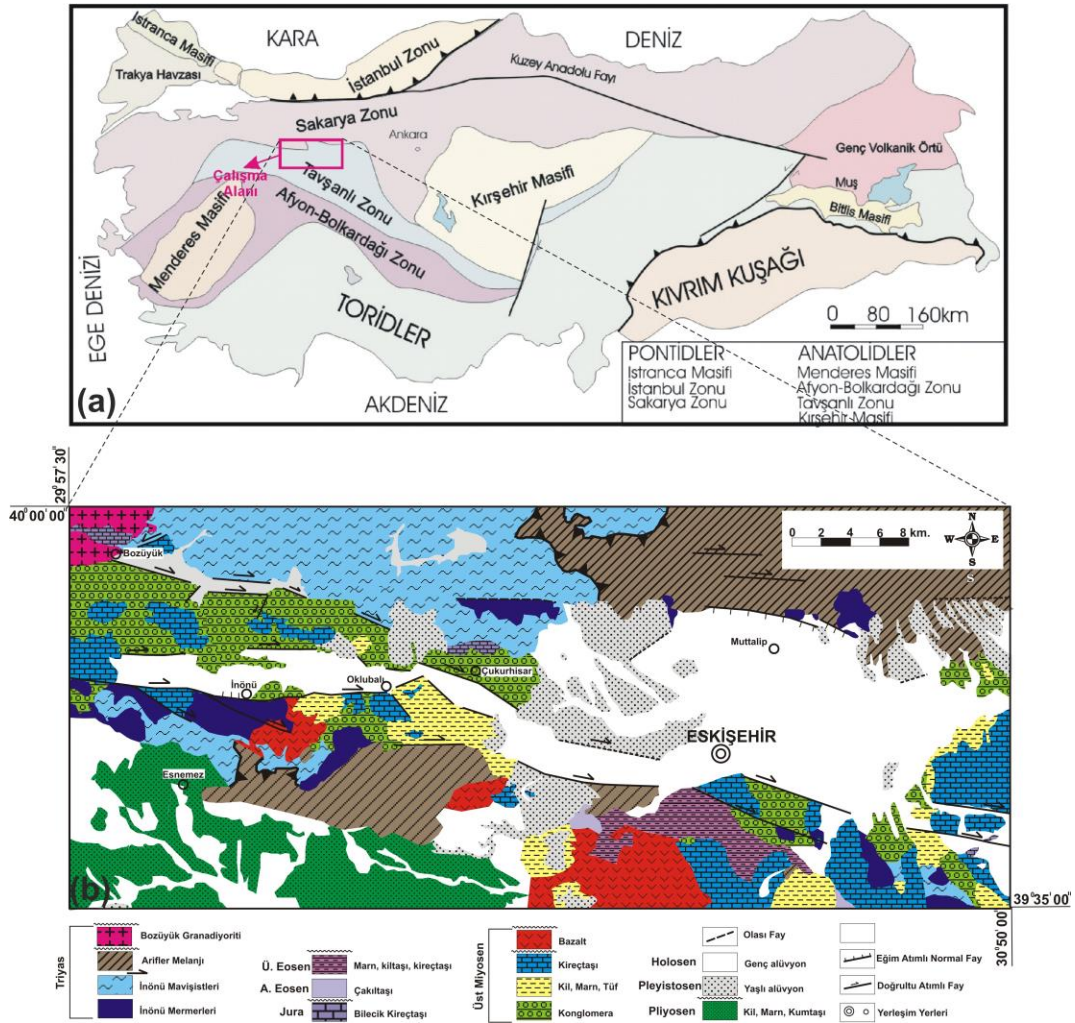 KARA
DENİZ
Istranca Masifi
Trakya Havzası
İstanbul Zonu
Kuzey Anadolu Fayı
Sakarya Zonu
Ankara
Genç Volkanik Örtü
Çalışma
Alanı
Tavşanlı Zonu
Kırşehir Masifi
Muş
Bitlis Masifi
Menderes Masifi
Afyon-Bolkardağı Zonu
EGE DENİZİ
TORİDLER
KIVRIM KUŞAĞI
0 80 160km
(a)
AKDENİZ
PONTİDLER
Istranca Masifi
İstanbul Zonu
Sakarya Zonu
ANATOLİDLER
Menderes Masifi
Afyon-Bolkardağı Zonu
Tavşanlı Zonu
Kırşehir Masifi
29° 57' 30"
40° 00' 00"
0 2 4 6 8 km.
N
W E
S
S
Bozüyük
Muttalip
Çukurhisar
İnönü
Oklubalı
ESKİŞEHİR
Esnemez
(b)
39° 35' 00"
30° 50' 00"
Triyas
Bozüyük Granadiyoriti
Arifler Melanjı
İnönü Mavişistleri
İnönü Mermerleri
Ü. Eosen
Marn, kiltaşı, kireçtaşı
A. Eosen
Çakıltaşı
Jura
Bilecik Kireçtaşı
Üst Miyosen
Bazalt
Kireçtaşı
Kil, Marn, Tüf
Konglomera
Olası Fay
Holosen
Genç alüvyon
Pleyistosen
Yaşlı alüvyon
Pliyosen
Kil, Marn, Kumtaşı
Eğim Atımlı Normal Fay
Doğrultu Atımlı Fay
Yerleşim Yerleri